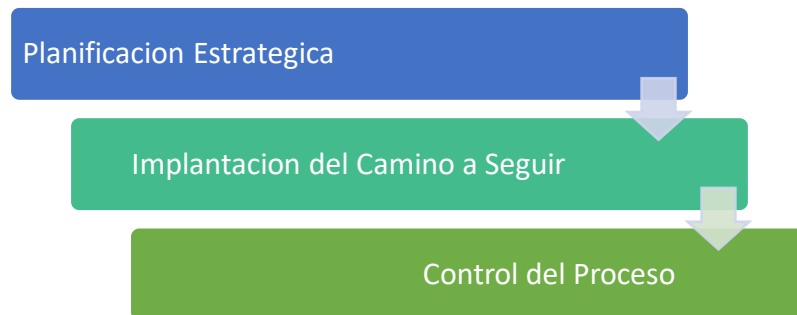 Planificacion Estrategica
Implantacion del Camino a Seguir
Control del Proceso